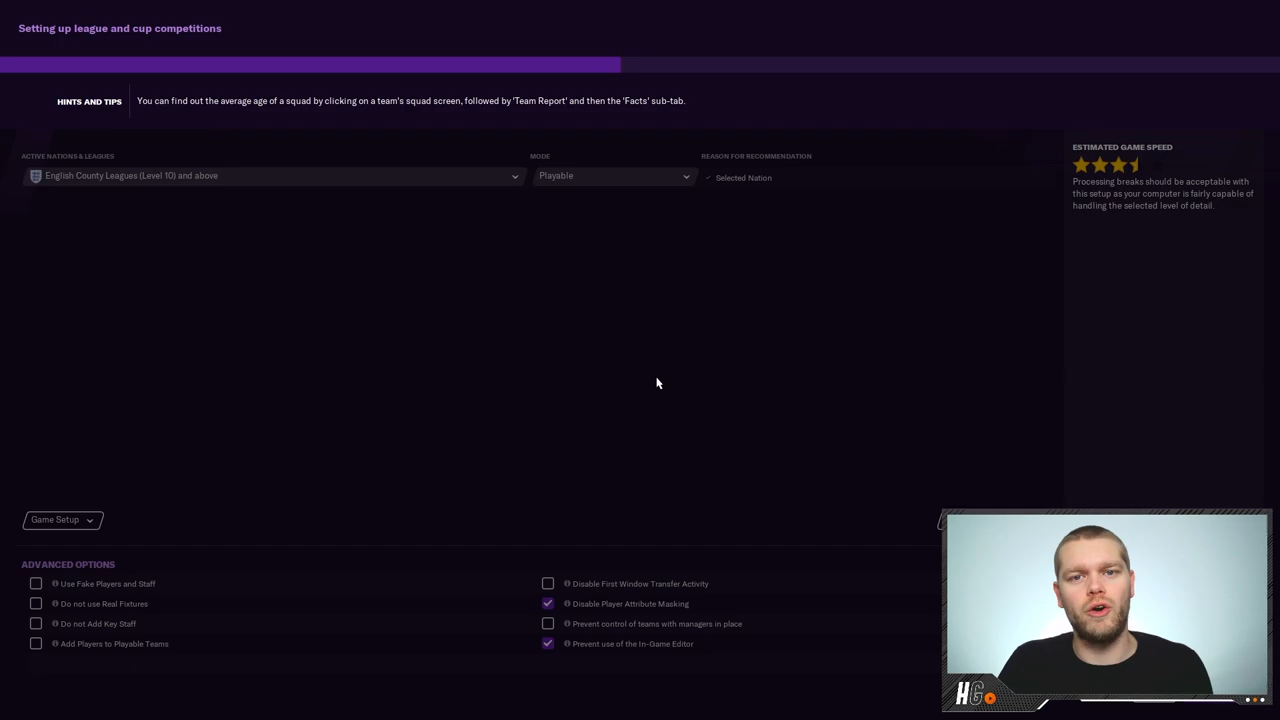 Setting up league and cup competitions
HINTS AND TIPS
You can find out the average age of a squad by clicking on a team's squad screen, followed by 'Team Report' and then the 'Facts' sub-tab.
ACTIVE NATIONS & LEAGUES
MODE
REASON FOR RECOMMENDATION
English County Leagues (Level 10) and above
Playable
Selected Nation
ESTIMATED GAME SPEED
Processing breaks should be acceptable with
this setup as your computer is fairly capable of
handling the selected level of detail.
Game Setup
ADVANCED OPTIONS
Use Fake Players and Staff
Do not use Real Fixtures
Do not Add Key Staff
Add Players to Playable Teams
Disable First Window Transfer Activity
Disable Player Attribute Masking
Prevent control of teams with managers in place
Prevent use of the In-Game Editor
HG